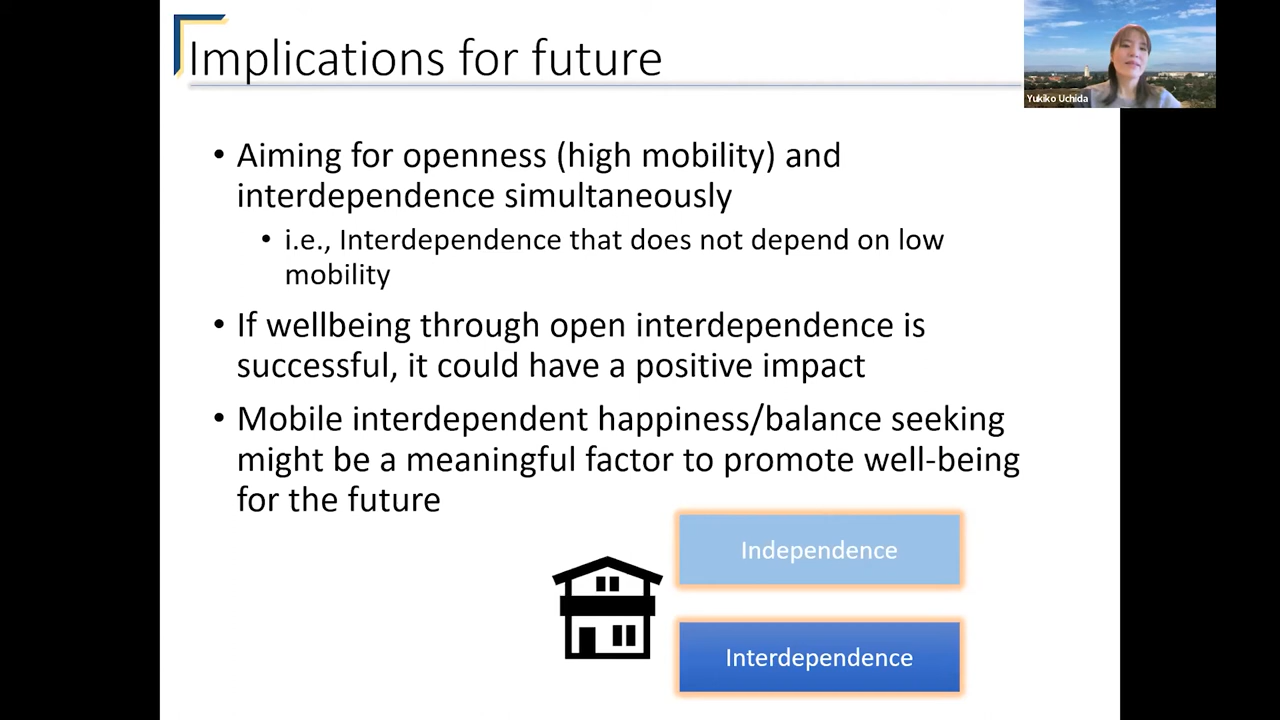 Implications for future
Yukiko Uchida
• Aiming for openness (high mobility) and
interdependence simultaneously
• i.e., Interdependence that does not depend on low
mobility
• If wellbeing through open interdependence is
successful, it could have a positive impact
• Mobile interdependent happiness/balance seeking
might be a meaningful factor to promote well-being
for the future
Independence
Interdependence